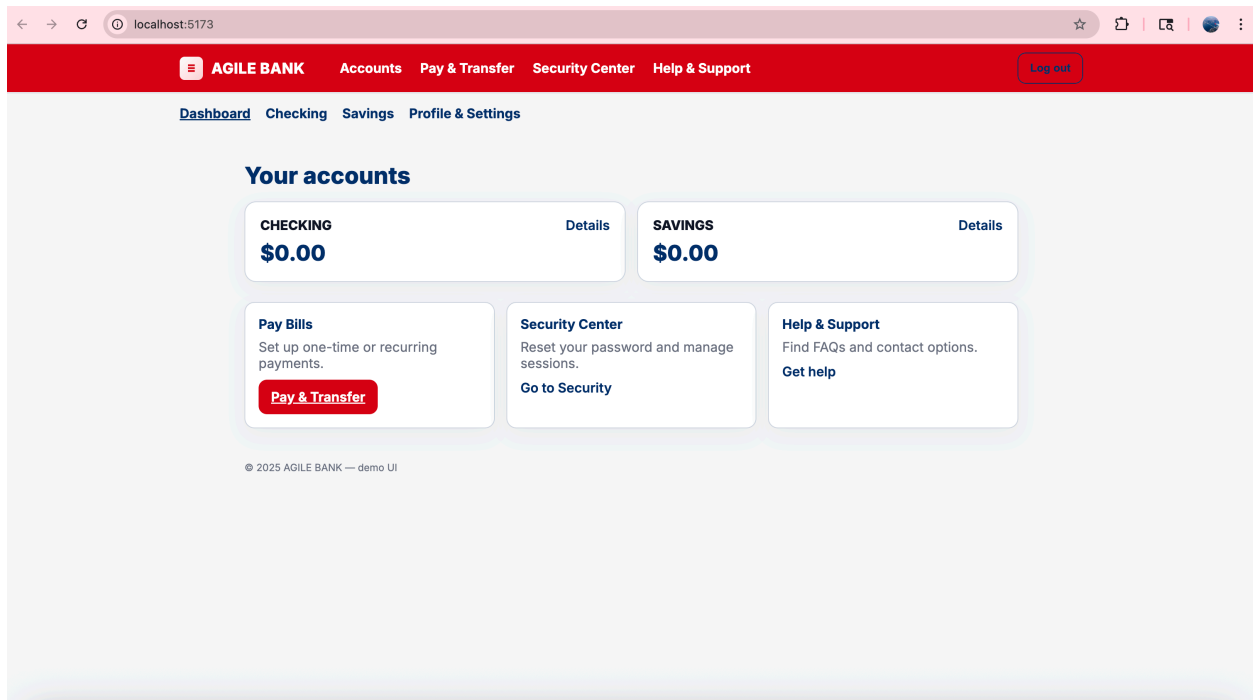 localhost:5173
AGILE BANK Accounts Pay & Transfer Security Center Help & Support Log out
Dashboard Checking Savings Profile & Settings
Your accounts
CHECKING Details
$0.00
SAVINGS Details
$0.00
Pay Bills
Set up one-time or recurring
payments.
Pay & Transfer
Security Center
Reset your password and manage
sessions.
Go to Security
Help & Support
Find FAQs and contact options.
Get help
© 2025 AGILE BANK — demo UI